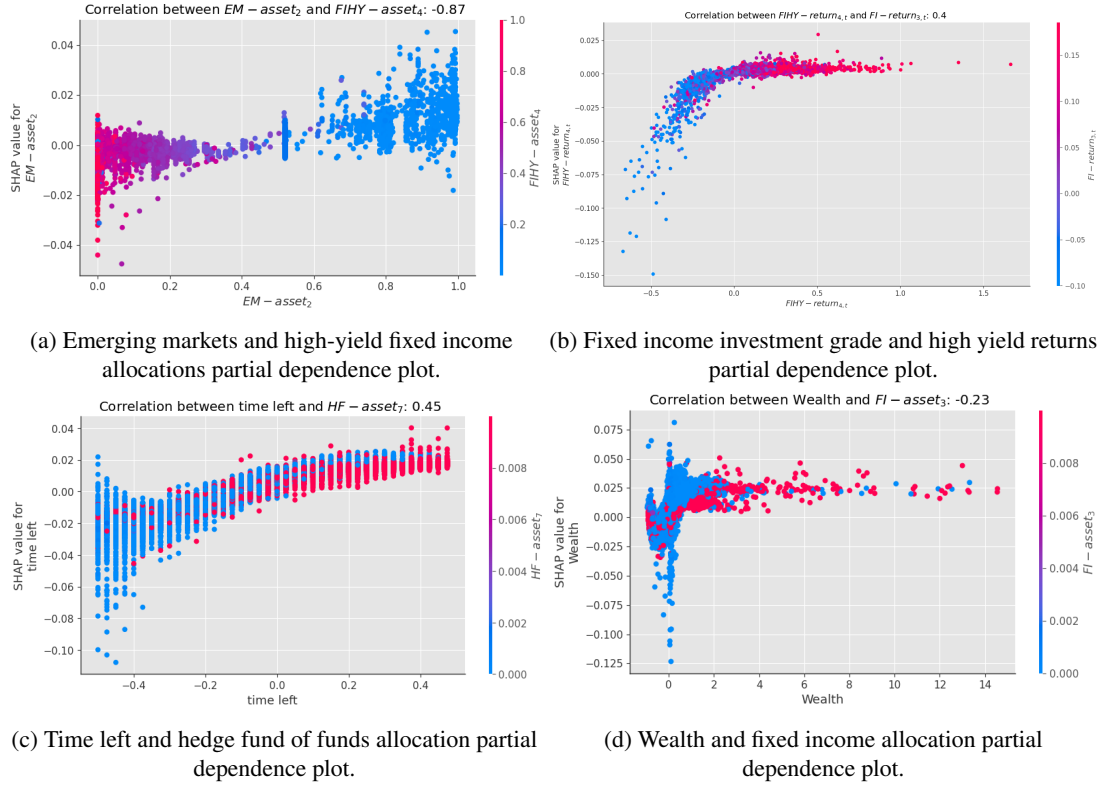 Correlation between EM − asset₂ and FIHY − asset₄: -0.87
0.04
0.02
0.00
−0.02
−0.04
SHAP value for
EM − asset₂
0.0
0.2
0.4
0.6
0.8
1.0
EM − asset₂
1.0
0.8
0.6
0.4
0.2
FIHY − asset₄
Correlation between FIHY − return₄,ₜ and FI − return₃,ₜ: 0.4
0.025
0.000
−0.025
−0.050
−0.075
−0.100
−0.125
−0.150
SHAP value for
FIHY − return₄,ₜ
−0.5
0.0
0.5
1.0
1.5
FIHY − return₄,ₜ
0.15
0.10
0.05
0.00
−0.05
−0.10
FI − return₃,ₜ
(a) Emerging markets and high-yield fixed income
allocations partial dependence plot.
(b) Fixed income investment grade and high yield returns
partial dependence plot.
Correlation between time left and HF − asset₇: 0.45
0.04
0.02
0.00
−0.02
−0.04
−0.06
−0.08
−0.10
SHAP value for
time left
−0.4
−0.2
0.0
0.2
0.4
time left
0.008
0.006
0.004
0.002
0.000
HF − asset₇
Correlation between Wealth and FI − asset₃: -0.23
0.075
0.050
0.025
0.000
−0.025
−0.050
−0.075
−0.100
−0.125
SHAP value for
Wealth
0
2
4
6
8
10
12
14
Wealth
0.008
0.006
0.004
0.002
0.000
FI − asset₃
(c) Time left and hedge fund of funds allocation partial
dependence plot.
(d) Wealth and fixed income allocation partial
dependence plot.